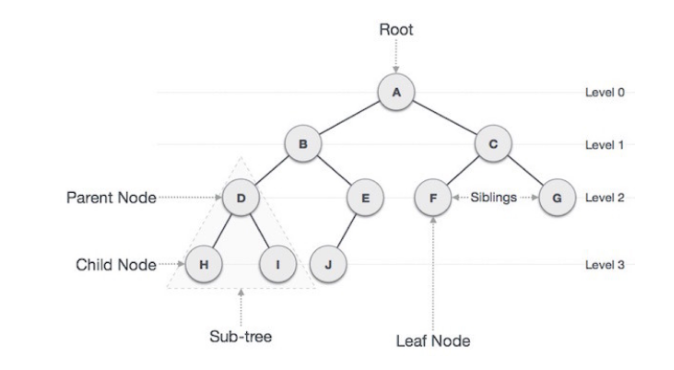 Root
A
Level 0
B
C
Level 1
Parent Node
D
E
F
Siblings
G
Level 2
Child Node
H
I
J
Level 3
Sub-tree
Leaf Node